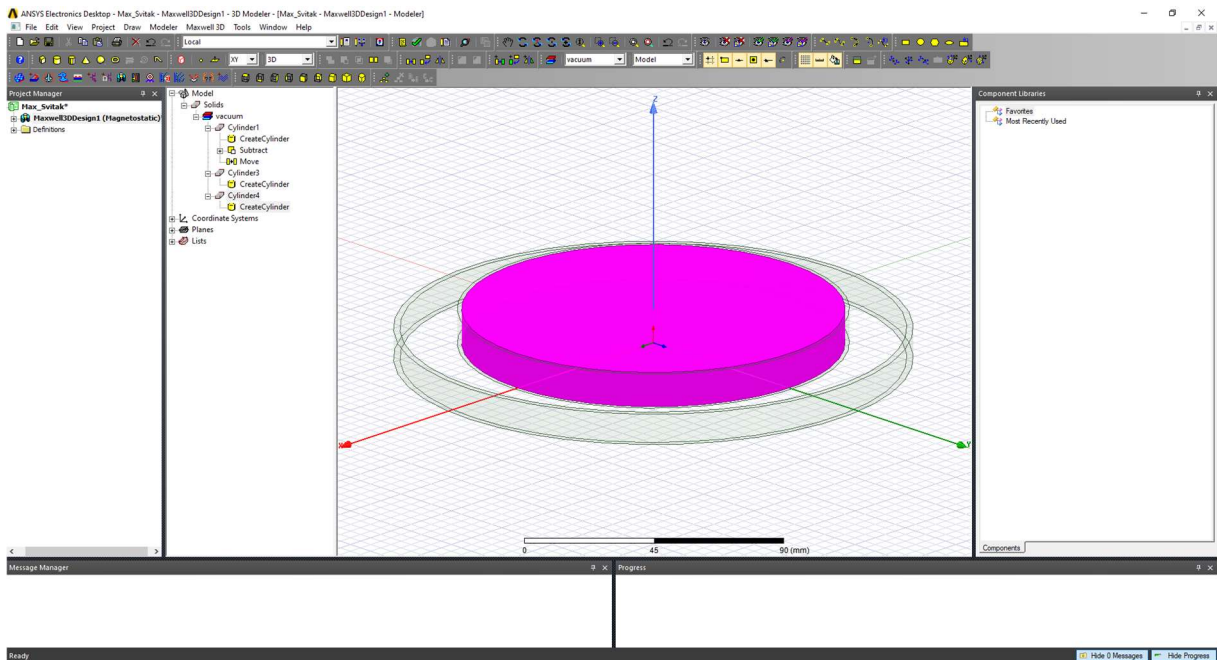 ANSYS Electronics Desktop - Max_Svitak - Maxwell3DDesign1 - 3D Modeler - [Max_Svitak - Maxwell3DDesign1 - Modeler]
File Edit View Project Draw Modeler Maxwell 3D Tools Window Help
Local
XY 3D vacuum Model
Project Manager
Max_Svitak*
Maxwell3DDesign1 (Magnetostatic)
Definitions
Model
Solids
vacuum
Cylinder1
CreateCylinder
Subtract
Move
Cylinder3
CreateCylinder
Cylinder4
CreateCylinder
Coordinate Systems
Planes
Lists
Z
X
Y
0 45 90 (mm)
Component Libraries
Favorites
Most Recently Used
Components
Message Manager
Progress
Ready
Hide 0 Messages Hide Progress